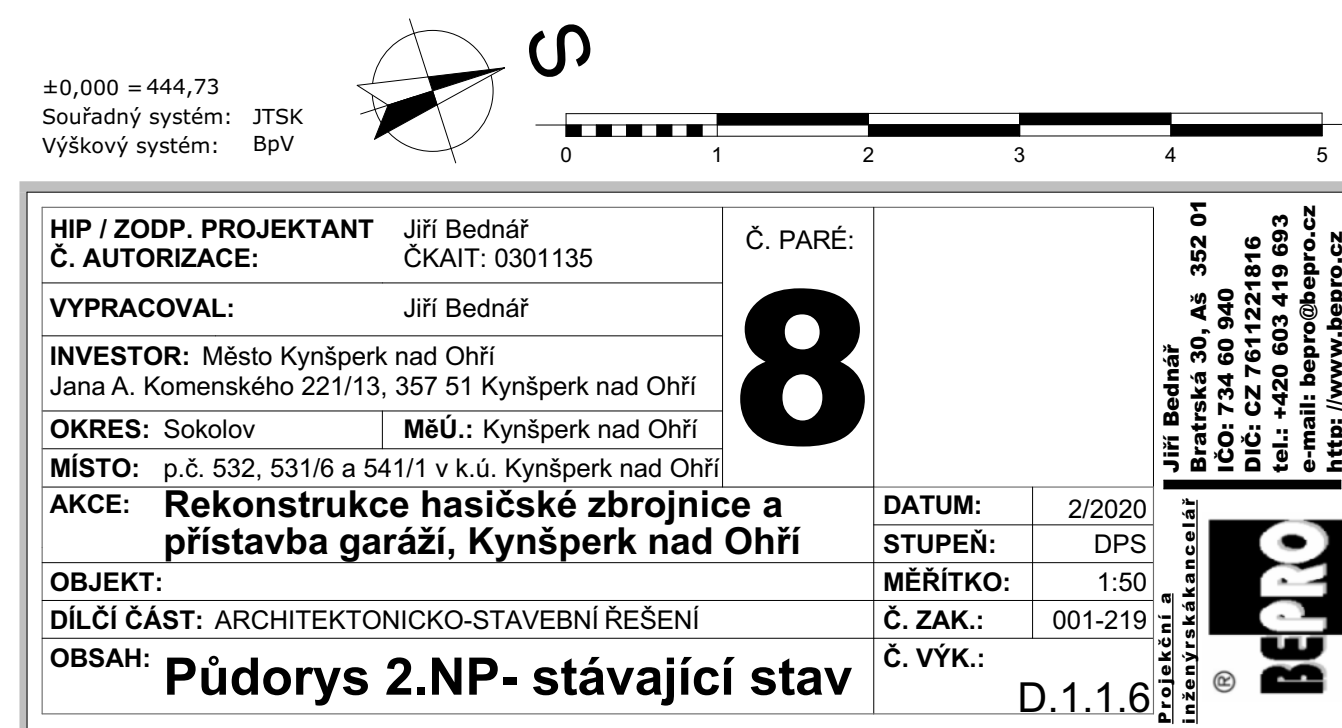 ±0,000 = 444,73
Souřadný systém: JTSK
Výškový systém: BpV
S
0 1 2 3 4 5
HIP / ZODP. PROJEKTANT Jiří Bednář
Č. AUTORIZACE: ČKAIT: 0301135
VYPRACOVAL: Jiří Bednář
INVESTOR: Město Kynšperk nad Ohří
Jana A. Komenského 221/13, 357 51 Kynšperk nad Ohří
OKRES: Sokolov MěÚ.: Kynšperk nad Ohří
MÍSTO: p.č. 532, 531/6 a 541/1 v k.ú. Kynšperk nad Ohří
Č. PARÉ:
8
AKCE: Rekonstrukce hasičské zbrojnice a
přístavba garáží, Kynšperk nad Ohří
OBJEKT:
DÍLČÍ ČÁST: ARCHITEKTONICKO-STAVEBNÍ ŘEŠENÍ
OBSAH: Půdorys 2.NP- stávající stav
DATUM: 2/2020
STUPEŇ: DPS
MĚŘÍTKO: 1:50
Č. ZAK.: 001-219
Č. VÝK.:
D.1.1.6
Jiří Bednář
Bratrská 30, Aš 352 01
IČO: 734 60 940
DIČ: CZ 7611221816
tel.: +420 603 419 693
e-mail: bepro@bepro.cz
http: //www.bepro.cz
Projekční a
inženýrskákancelář
® BEPRO